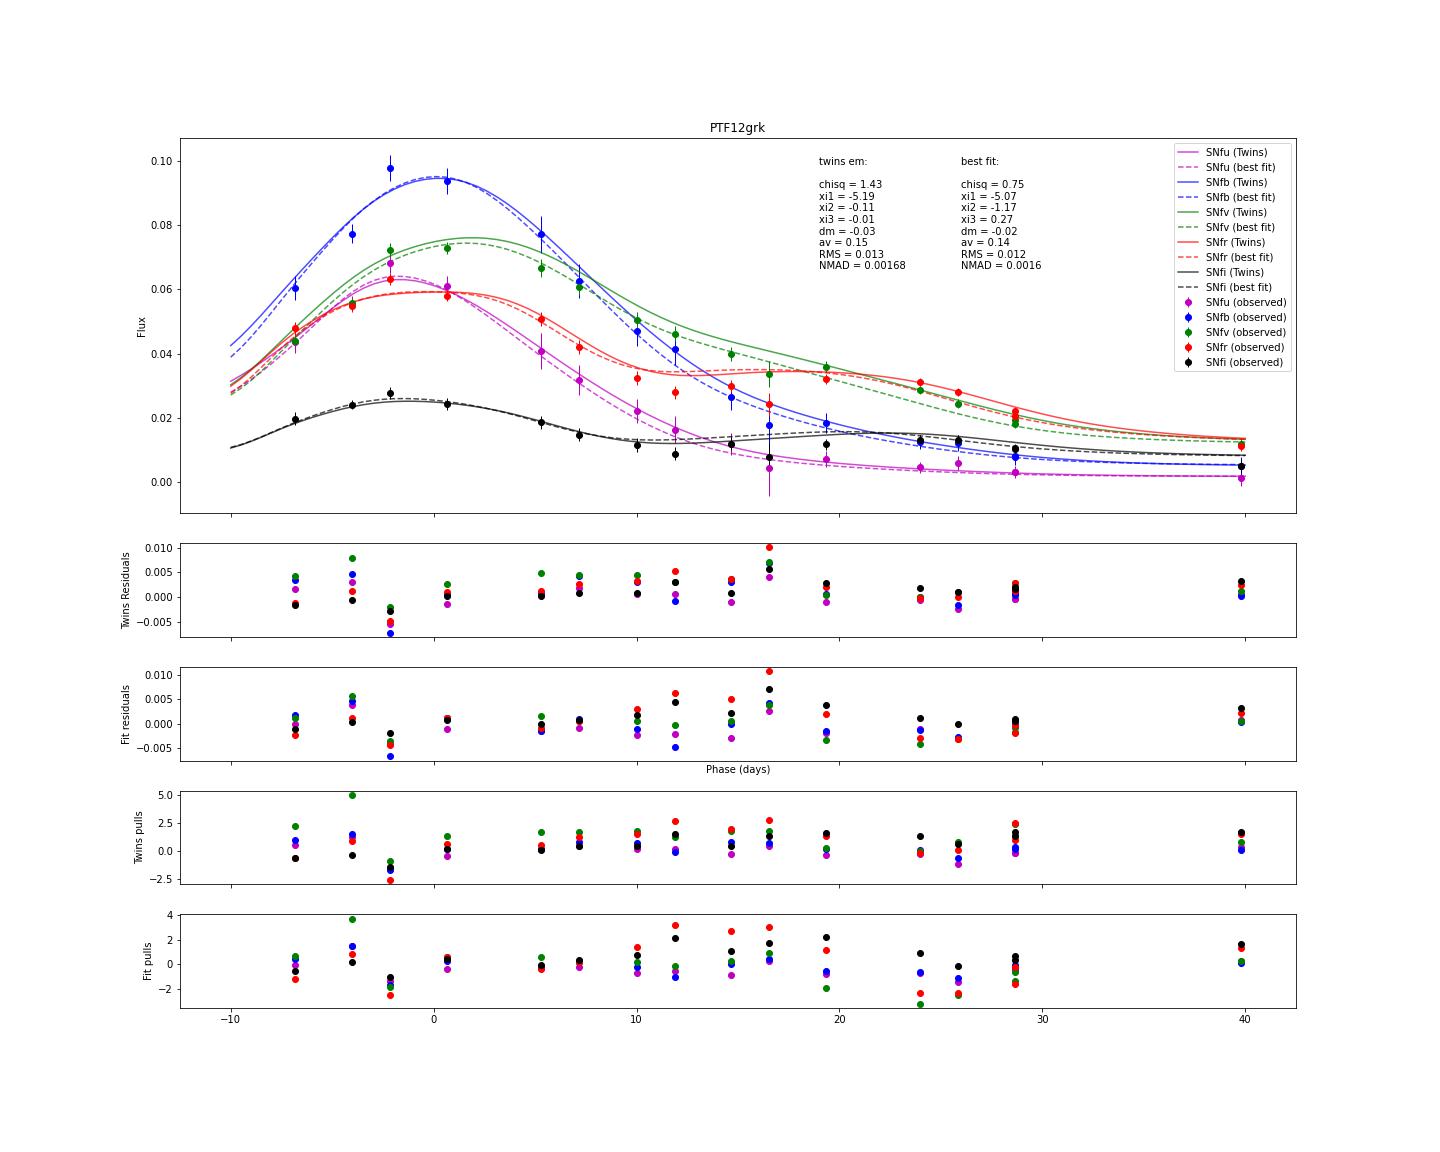 PTF12grk
Flux
0.10
0.08
0.06
0.04
0.02
0.00
twins em:
chisq = 1.43
xi1 = -5.19
xi2 = -0.11
xi3 = -0.01
dm = -0.03
av = 0.15
RMS = 0.013
NMAD = 0.00168
best fit:
chisq = 0.75
xi1 = -5.07
xi2 = -1.17
xi3 = 0.27
dm = -0.02
av = 0.14
RMS = 0.012
NMAD = 0.0016
SNfu (Twins)
SNfu (best fit)
SNfb (Twins)
SNfb (best fit)
SNfv (Twins)
SNfv (best fit)
SNfr (Twins)
SNfr (best fit)
SNfi (Twins)
SNfi (best fit)
SNfu (observed)
SNfb (observed)
SNfv (observed)
SNfr (observed)
SNfi (observed)
Twins Residuals
0.010
0.005
0.000
−0.005
Fit residuals
0.010
0.005
0.000
−0.005
Phase (days)
Twins pulls
5.0
2.5
0.0
−2.5
Fit pulls
4
2
0
−2
−10 0 10 20 30 40